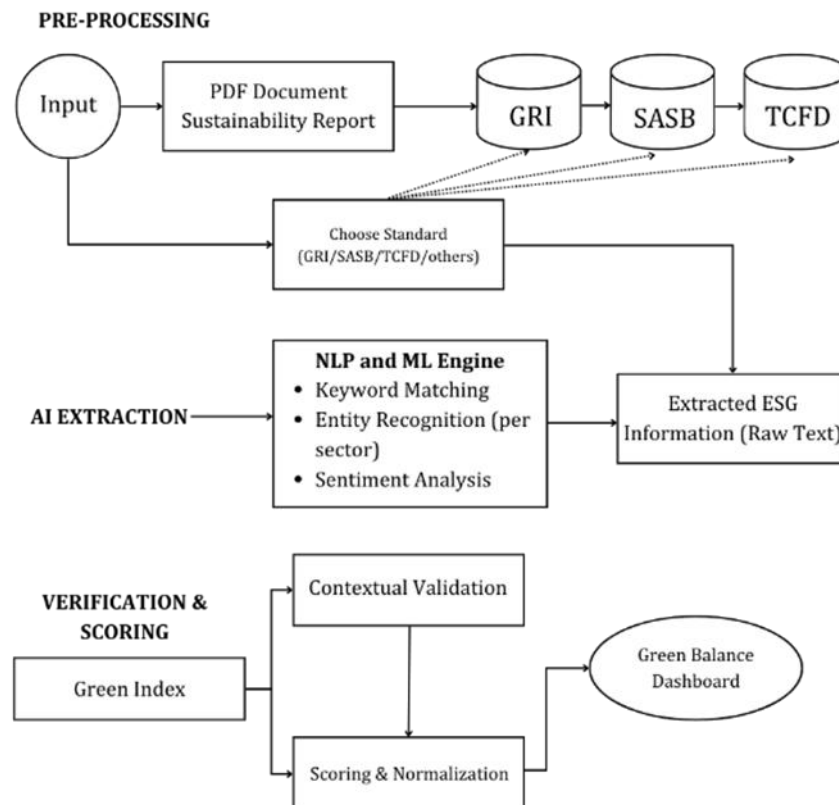 PRE-PROCESSING
Input
PDF Document
Sustainability Report
GRI
SASB
TCFD
Choose Standard
(GRI/SASB/TCFD/others)
AI EXTRACTION
NLP and ML Engine
• Keyword Matching
• Entity Recognition (per
sector)
• Sentiment Analysis
Extracted ESG
Information (Raw Text)
VERIFICATION &
SCORING
Green Index
Contextual Validation
Scoring & Normalization
Green Balance
Dashboard